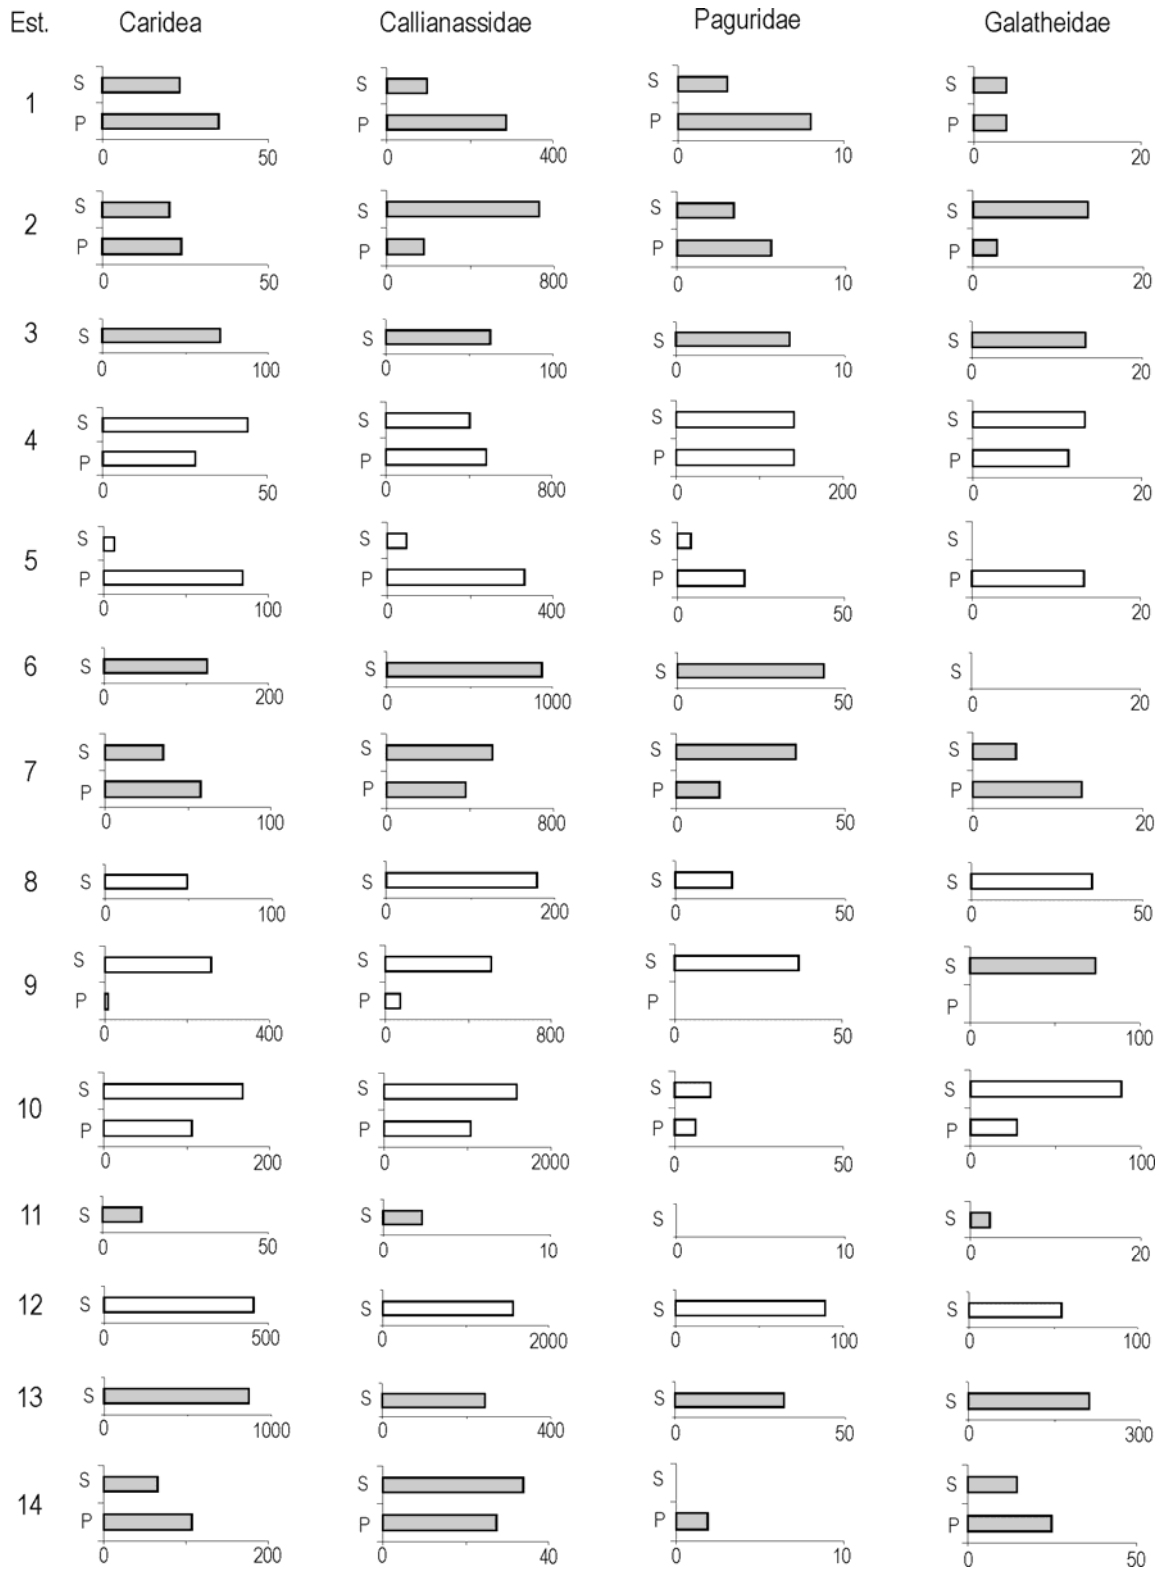 Est. Caridea Callianassidae Paguridae Galatheidae
1
S S S S
P P P P
0 50 0 400 0 10 0 20
2
S S S S
P P P P
0 50 0 800 0 10 0 20
3
S S S S
0 100 0 100 0 10 0 20
4
S S S S
P P P P
0 50 0 800 0 200 0 20
5
S S S S
P P P P
0 100 0 400 0 50 0 20
6
S S S S
0 200 0 1000 0 50 0 20
7
S S S S
P P P P
0 100 0 800 0 50 0 20
8
S S S S
0 100 0 200 0 50 0 50
9
S S S S
P P P P
0 400 0 800 0 50 0 100
10
S S S S
P P P P
0 200 0 2000 0 50 0 100
11
S S S S
0 50 0 10 0 10 0 20
12
S S S S
0 500 0 2000 0 100 0 100
13
S S S S
0 1000 0 400 0 50 0 300
14
S S S S
P P P P
0 200 0 40 0 10 0 50